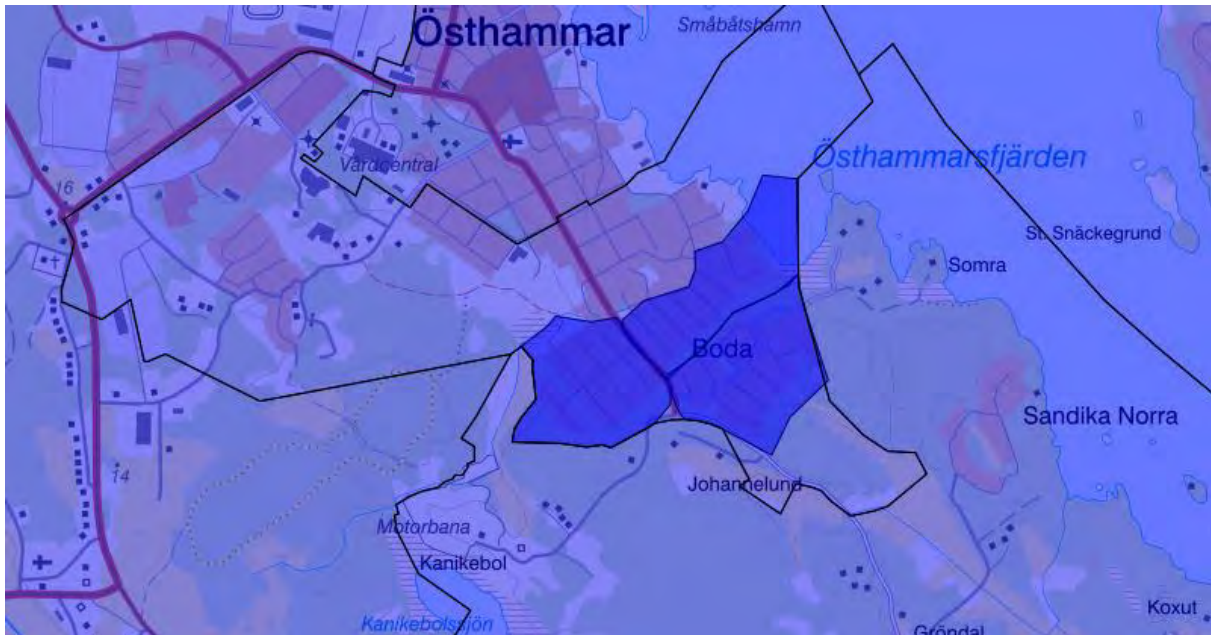 Östhammar
Småbåtshamn
Vårdcentral
Östhammarsfjärden
16
St. Snäckegrund
Somra
Boda
Sandika Norra
14
Johannelund
Motorbana
Kanikebol
Koxut
Kanikebolssjön
Gröndal